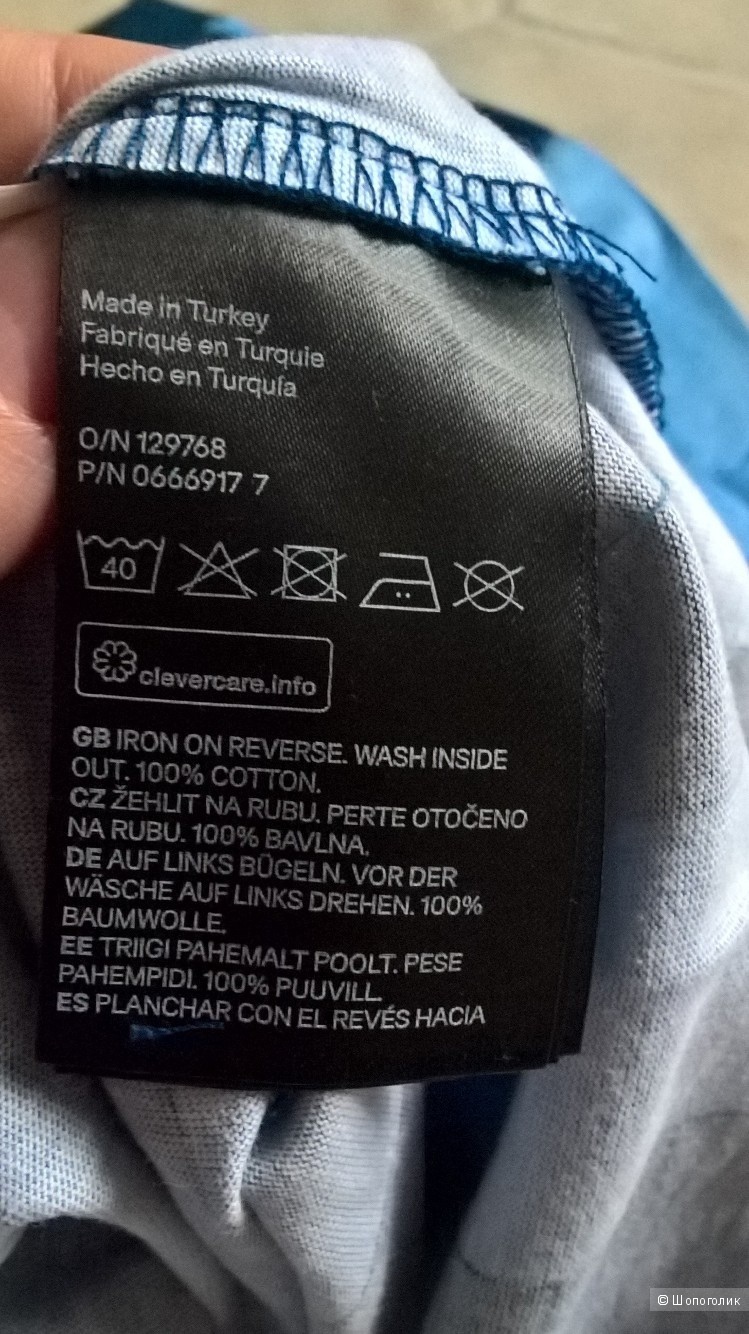 Made in Turkey
Fabriqué en Turquie
Hecho en Turquía
O/N 129768
P/N 0666917 7
40
clevercare.info
GB IRON ON REVERSE. WASH INSIDE
OUT. 100% COTTON.
CZ ŽEHLIT NA RUBU. PERTE OTOČENO
NA RUBU. 100% BAVLNA.
DE AUF LINKS BÜGELN. VOR DER
WÄSCHE AUF LINKS DREHEN. 100%
BAUMWOLLE.
EE TRIIGI PAHEMALT POOLT. PESE
PAHEMPIDI. 100% PUUVILL.
ES PLANCHAR CON EL REVÉS HACIA
© Шопоголик